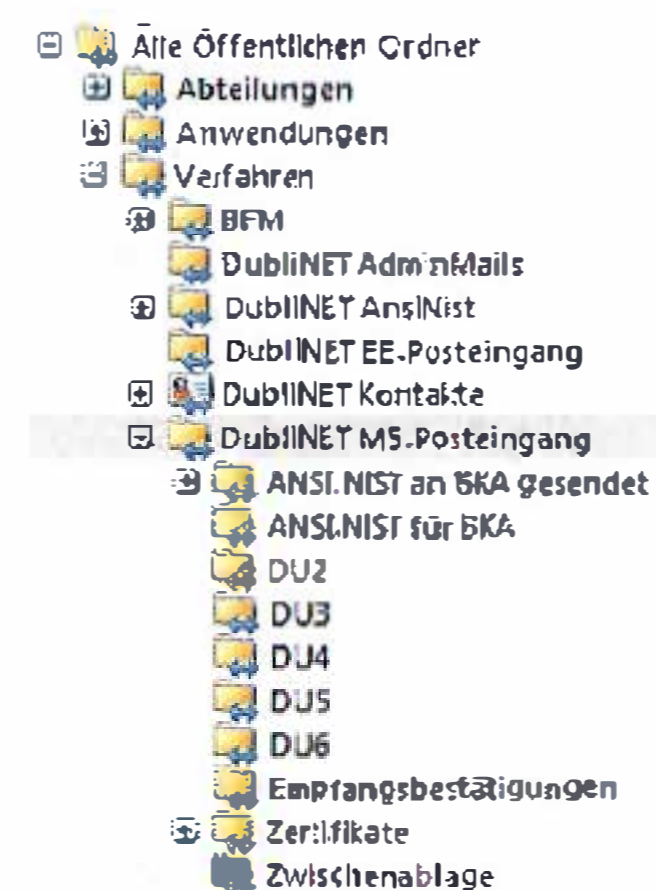 Alle Öffentlichen Ordner
Abteilungen
Anwendungen
Verfahren
BFM
DubliNET AdminMails
DubliNET AnsiNist
DubliNET EE-Posteingang
DubliNET Kontakte
DubliNET MS-Posteingang
ANSI-NIST an BKA gesendet
ANSI-NIST für BKA
DU2
DU3
DU4
DU5
DU6
Empfangsbestätigungen
Zertifikate
Zwischenablage